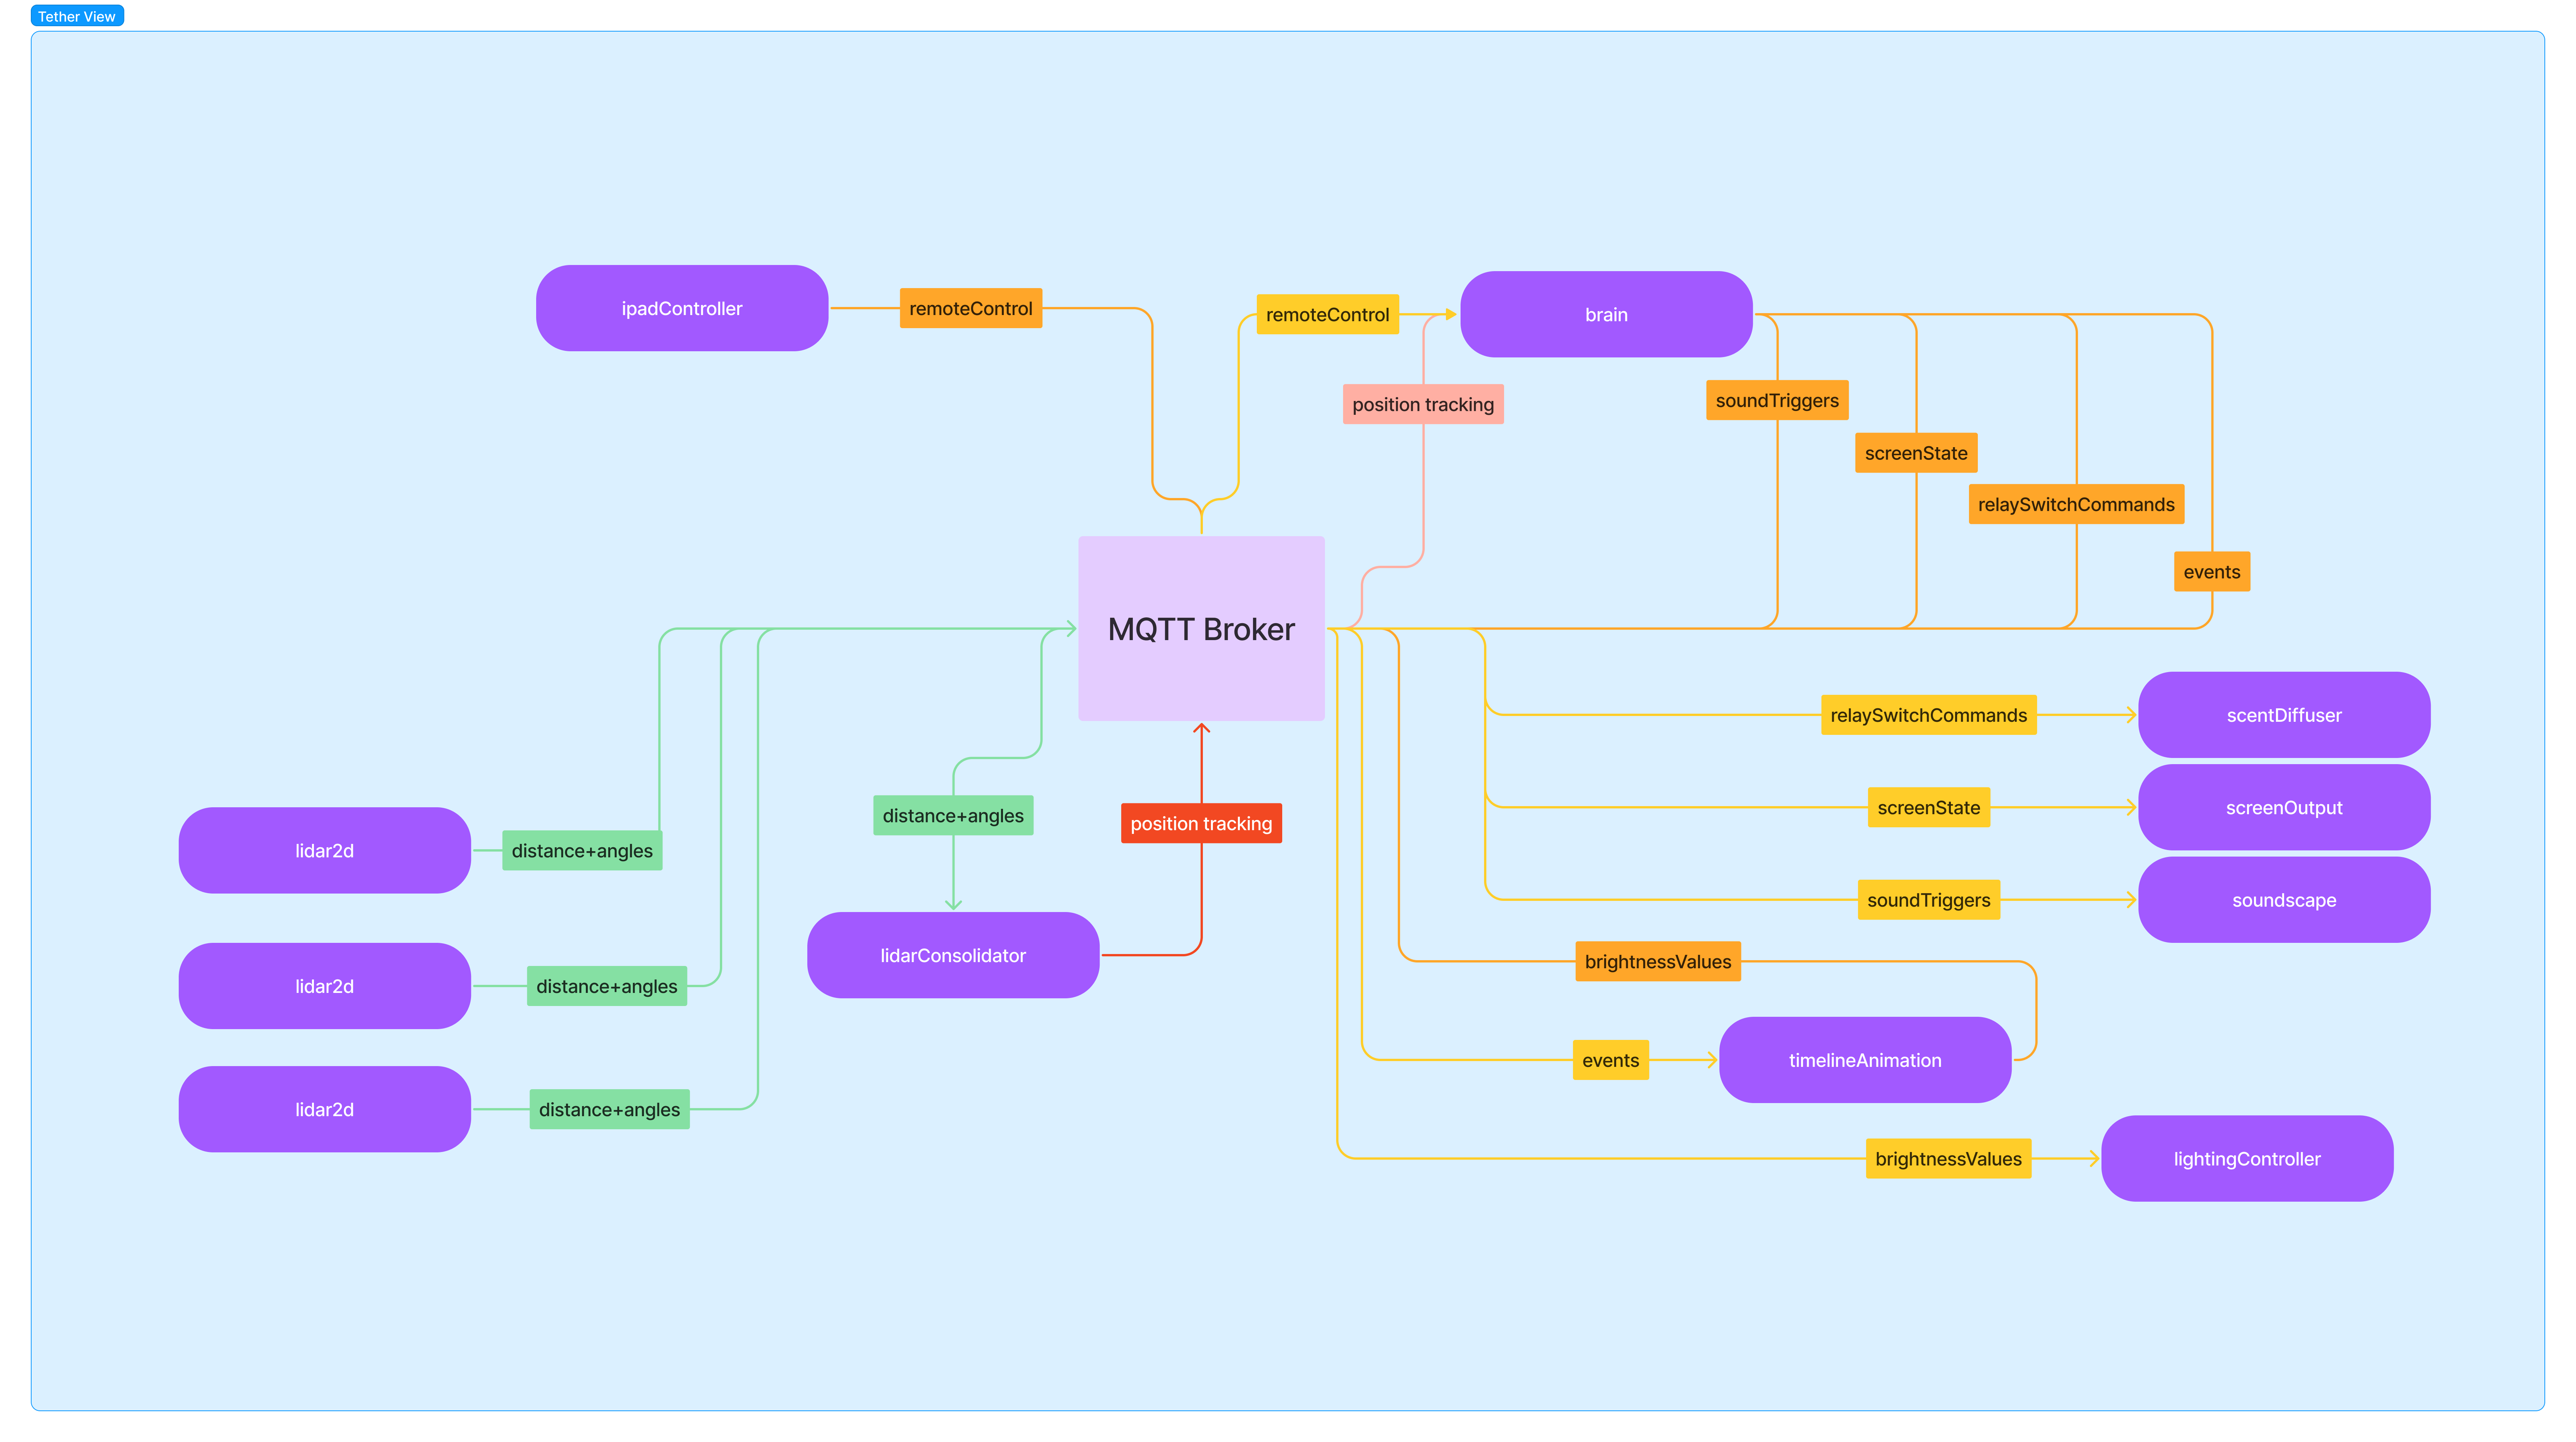 Tether View
ipadController
remoteControl
remoteControl
brain
position tracking
soundTriggers
screenState
relaySwitchCommands
events
MQTT Broker
relaySwitchCommands
scentDiffuser
screenState
screenOutput
soundTriggers
soundscape
lidar2d
distance+angles
distance+angles
position tracking
lidarConsolidator
lidar2d
distance+angles
lidar2d
distance+angles
brightnessValues
events
timelineAnimation
brightnessValues
lightingController